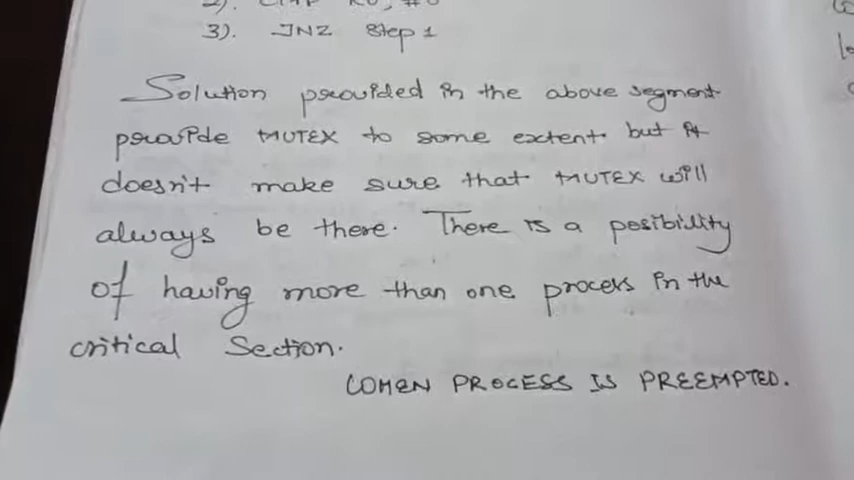 3). JNZ Step 1
Solution provided in the above segment
provide MUTEX to some extent but it
doesn't make sure that MUTEX will
always be there. There is a posibility
of having more than one process in the
critical Section.
WHEN PROCESS IS PREEMPTED.